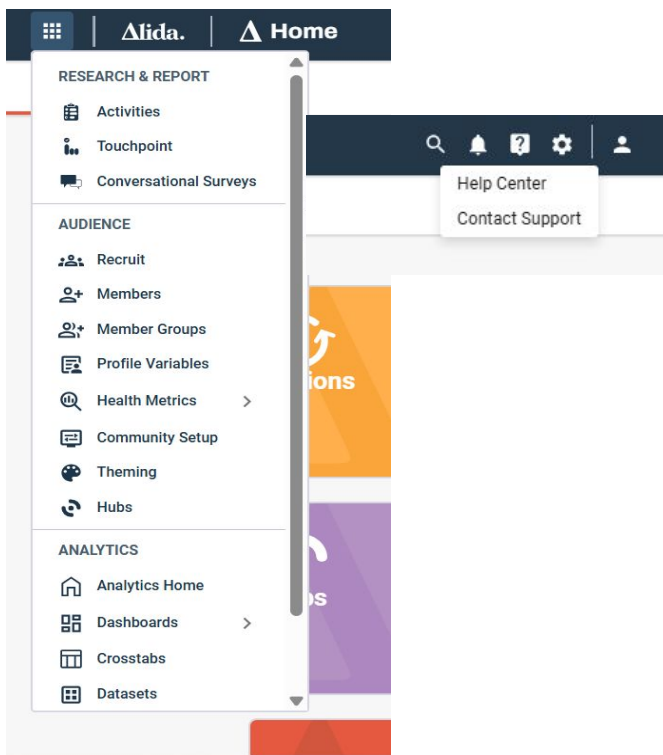 Alida.
Home
RESEARCH & REPORT
Activities
Touchpoint
Conversational Surveys
AUDIENCE
Recruit
Members
Member Groups
Profile Variables
Health Metrics
Community Setup
Theming
Hubs
ANALYTICS
Analytics Home
Dashboards
Crosstabs
Datasets
Help Center
Contact Support
ions
s